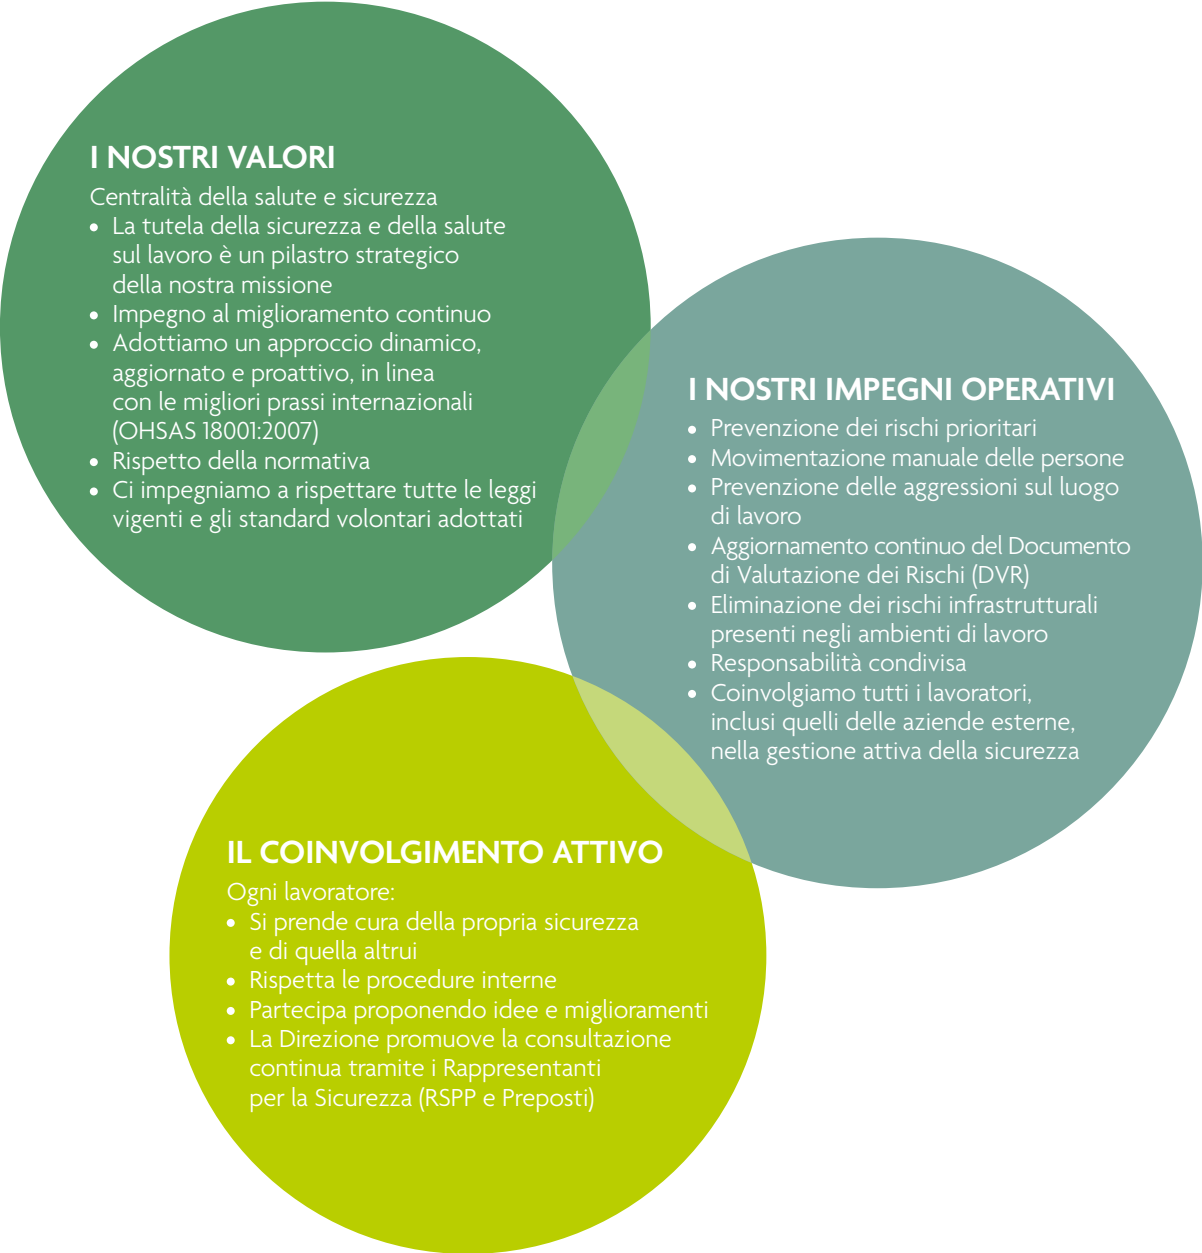 I NOSTRI VALORI
Centralità della salute e sicurezza
• La tutela della sicurezza e della salute
sul lavoro è un pilastro strategico
della nostra missione
• Impegno al miglioramento continuo
• Adottiamo un approccio dinamico,
aggiornato e proattivo, in linea
con le migliori prassi internazionali
(OHSAS 18001:2007)
• Rispetto della normativa
• Ci impegniamo a rispettare tutte le leggi
vigenti e gli standard volontari adottati
I NOSTRI IMPEGNI OPERATIVI
• Prevenzione dei rischi prioritari
• Movimentazione manuale delle persone
• Prevenzione delle aggressioni sul luogo
di lavoro
• Aggiornamento continuo del Documento
di Valutazione dei Rischi (DVR)
• Eliminazione dei rischi infrastrutturali
presenti negli ambienti di lavoro
• Responsabilità condivisa
• Coinvolgiamo tutti i lavoratori,
inclusi quelli delle aziende esterne,
nella gestione attiva della sicurezza
IL COINVOLGIMENTO ATTIVO
Ogni lavoratore:
• Si prende cura della propria sicurezza
e di quella altrui
• Rispetta le procedure interne
• Partecipa proponendo idee e miglioramenti
• La Direzione promuove la consultazione
continua tramite i Rappresentanti
per la Sicurezza (RSPP e Preposti)